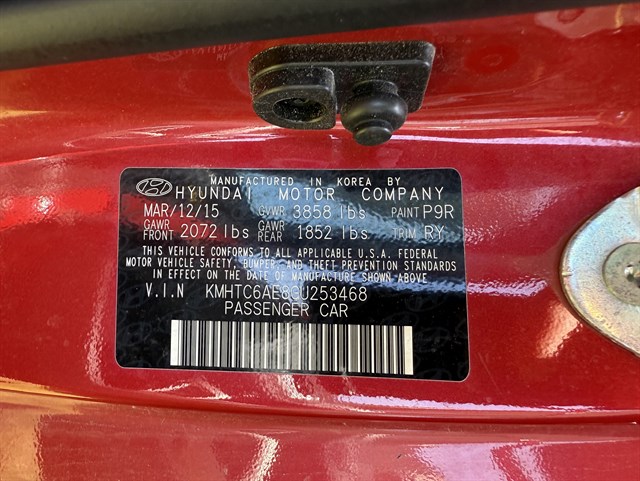 MANUFACTURED IN KOREA BY
HYUNDAI MOTOR COMPANY
MAR/12/15 GVWR 3858 lbs PAINT P9R
GAWR FRONT 2072 lbs GAWR REAR 1852 lbs TRIM RY
THIS VEHICLE CONFORMS TO ALL APPLICABLE U.S.A. FEDERAL
MOTOR VEHICLE SAFETY, BUMPER, AND THEFT PREVENTION STANDARDS
IN EFFECT ON THE DATE OF MANUFACTURE SHOWN ABOVE
V.I.N KMHTC6AE8GU253468
PASSENGER CAR